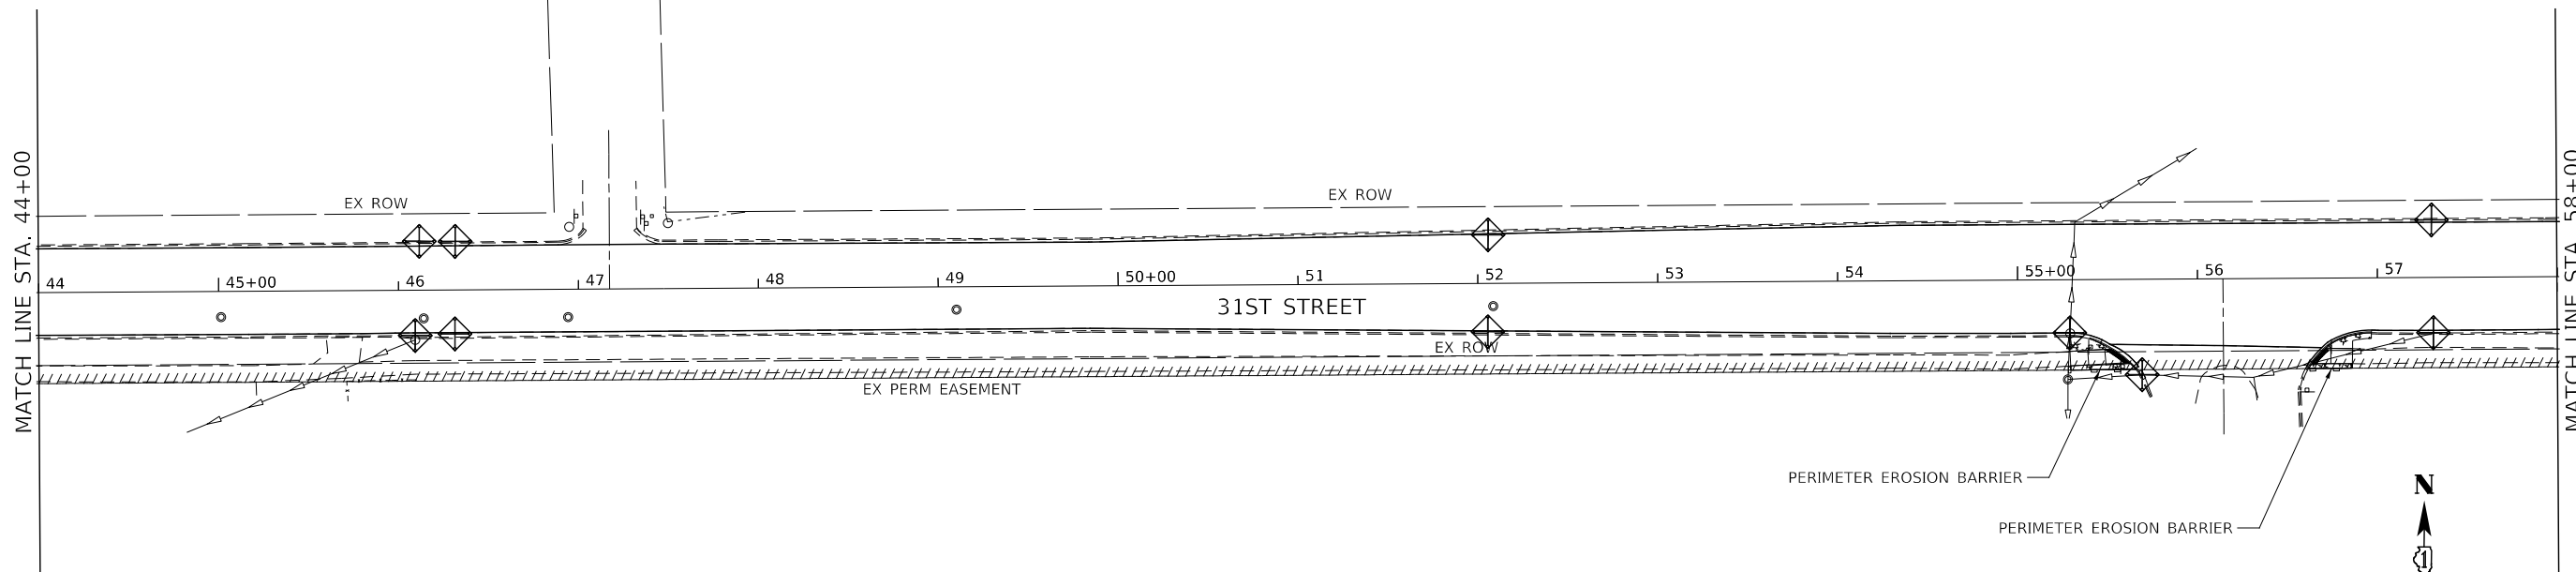 MATCH LINE STA. 44+00
EX ROW
EX ROW
44
45+00
46
47
48
49
50+00
51
52
53
54
55+00
56
57
31ST STREET
EX ROW
EX PERM EASEMENT
PERIMETER EROSION BARRIER
PERIMETER EROSION BARRIER
N
1
MATCH LINE STA. 58+00